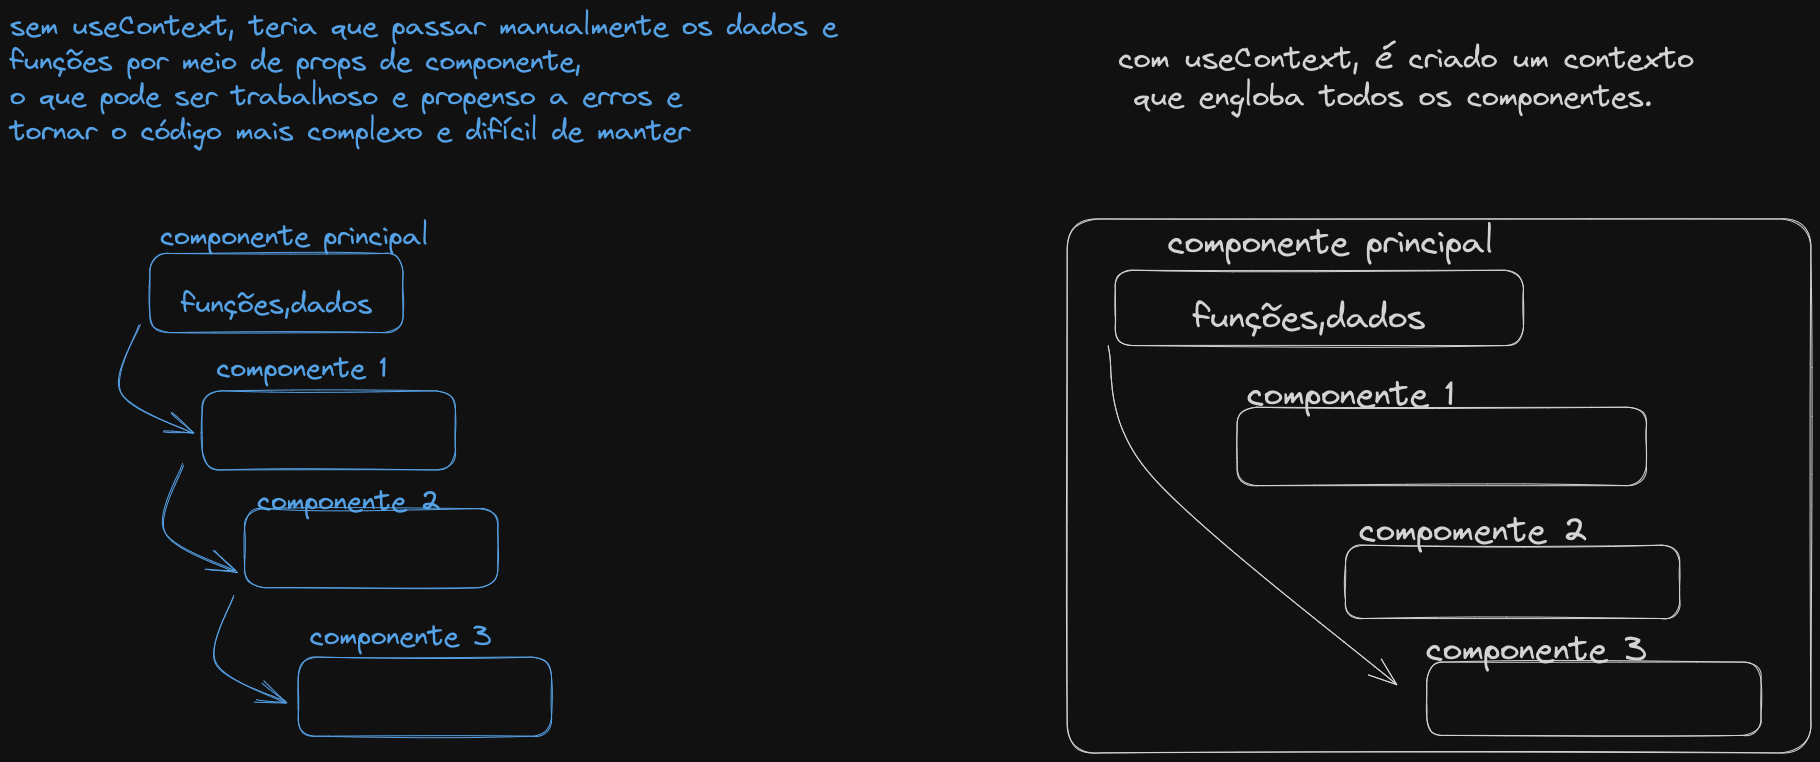 sem useContext, teria que passar manualmente os dados e
funções por meio de props de componente,
o que pode ser trabalhoso e propenso a erros e
tornar o código mais complexo e difícil de manter
componente principal
funções,dados
componente 1
componente 2
componente 3
com useContext, é criado um contexto
que engloba todos os componentes.
componente principal
funções,dados
componente 1
compomente 2
componente 3